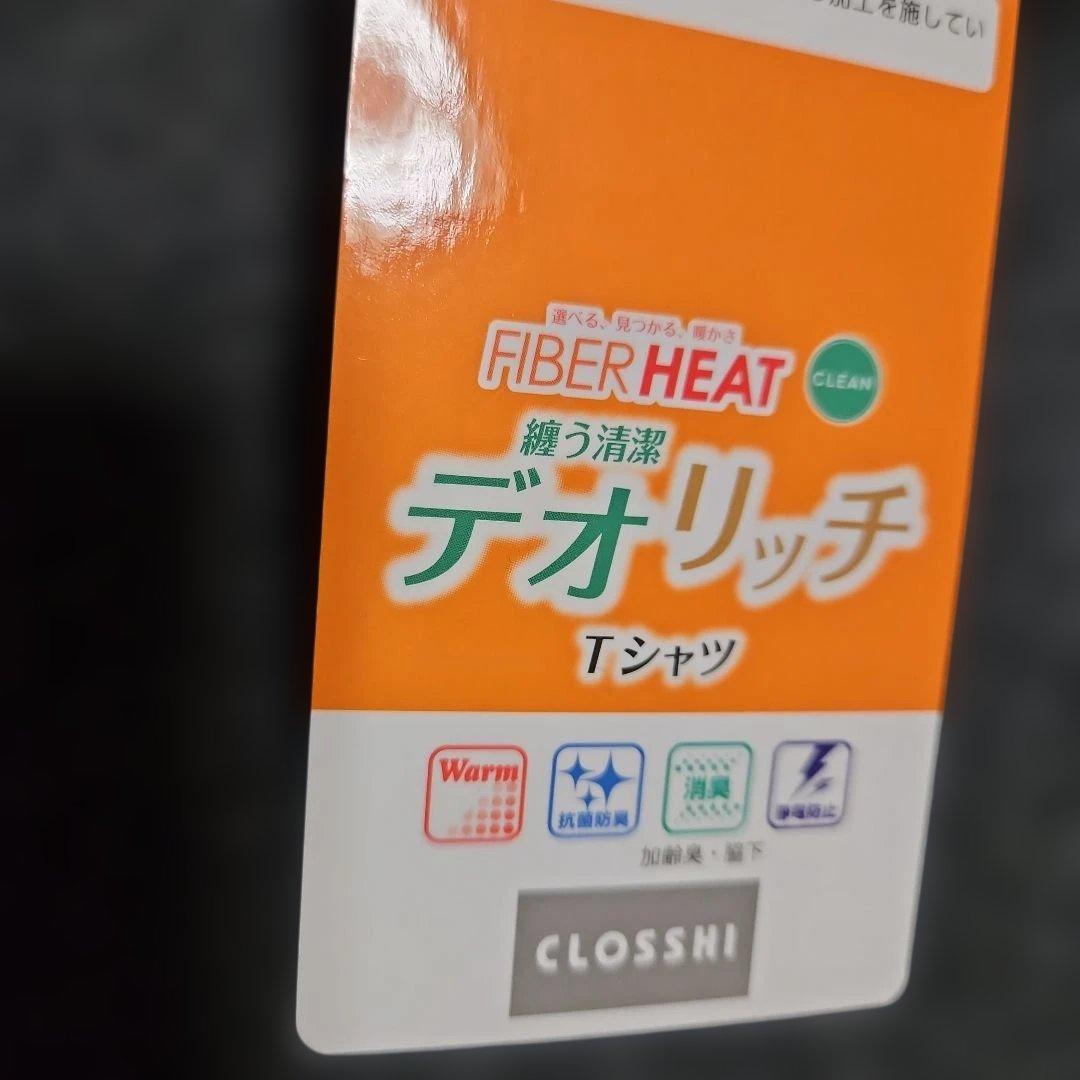 加工を施してい
選べる、見つかる、暖かさ
FIBER HEAT
CLEAN
纏う清潔
デオリッチ
Tシャツ
Warm
抗菌防臭
消臭
静電防止
加齢臭・脇下
CLOSSHI